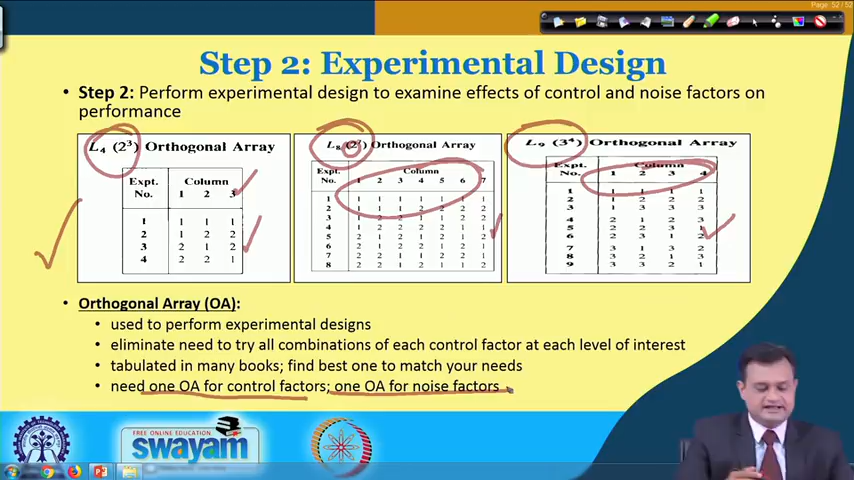 Page 52 / 52
Step 2: Experimental Design
• Step 2: Perform experimental design to examine effects of control and noise factors on
performance
L4 (2³) Orthogonal Array
Expt. Column
No. 1 2 3
1 1 1 1
2 1 2 2
3 2 1 2
4 2 2 1
L8 (2⁷) Orthogonal Array
Expt. Column
No. 1 2 3 4 5 6 7
1 1 1 1 1 1 1 1
2 1 1 1 2 2 2 2
3 1 2 2 1 1 2 2
4 1 2 2 2 2 1 1
5 2 1 2 1 2 1 2
6 2 1 2 2 1 2 1
7 2 2 1 1 2 2 1
8 2 2 1 2 1 1 2
L9 (3⁴) Orthogonal Array
Expt. Column
No. 1 2 3 4
1 1 1 1 1
2 1 2 2 2
3 1 3 3 3
4 2 1 2 3
5 2 2 3 1
6 2 3 1 2
7 3 1 3 2
8 3 2 1 3
9 3 3 2 1
Orthogonal Array (OA):
• used to perform experimental designs
• eliminate need to try all combinations of each control factor at each level of interest
• tabulated in many books; find best one to match your needs
• need one OA for control factors; one OA for noise factors
FREE ONLINE EDUCATION
swayam